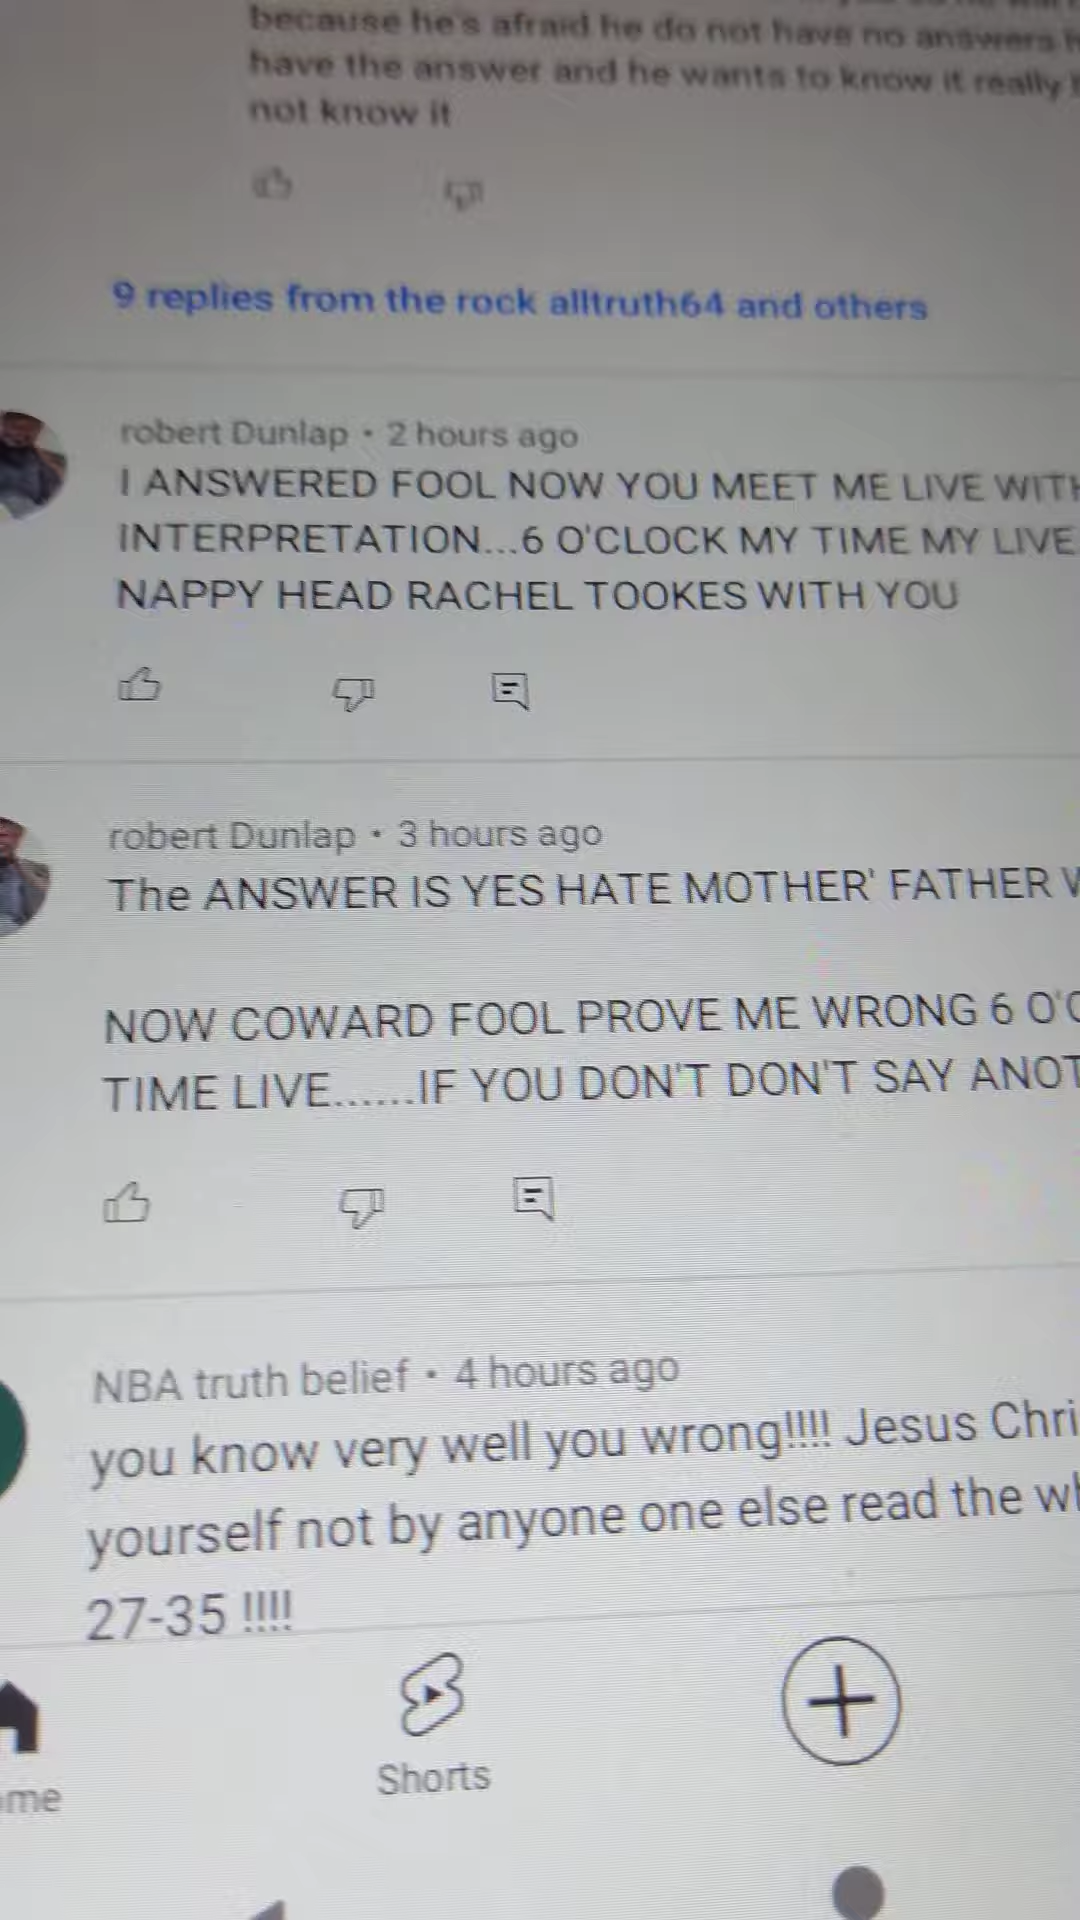 because he's afraid he do not have no answers
have the answer and he wants to know it really
not know it
9 replies from the rock alltruth64 and others
robert Dunlap • 2 hours ago
I ANSWERED FOOL NOW YOU MEET ME LIVE WITH
INTERPRETATION...6 O'CLOCK MY TIME MY LIVE
NAPPY HEAD RACHEL TOOKES WITH YOU
robert Dunlap • 3 hours ago
The ANSWER IS YES HATE MOTHER' FATHER
NOW COWARD FOOL PROVE ME WRONG 6
TIME LIVE......IF YOU DON'T DON'T SAY
NBA truth belief • 4 hours ago
you know very well you wrong!!!! Jesus
yourself not by anyone one else read the
27-35 !!!!
Shorts